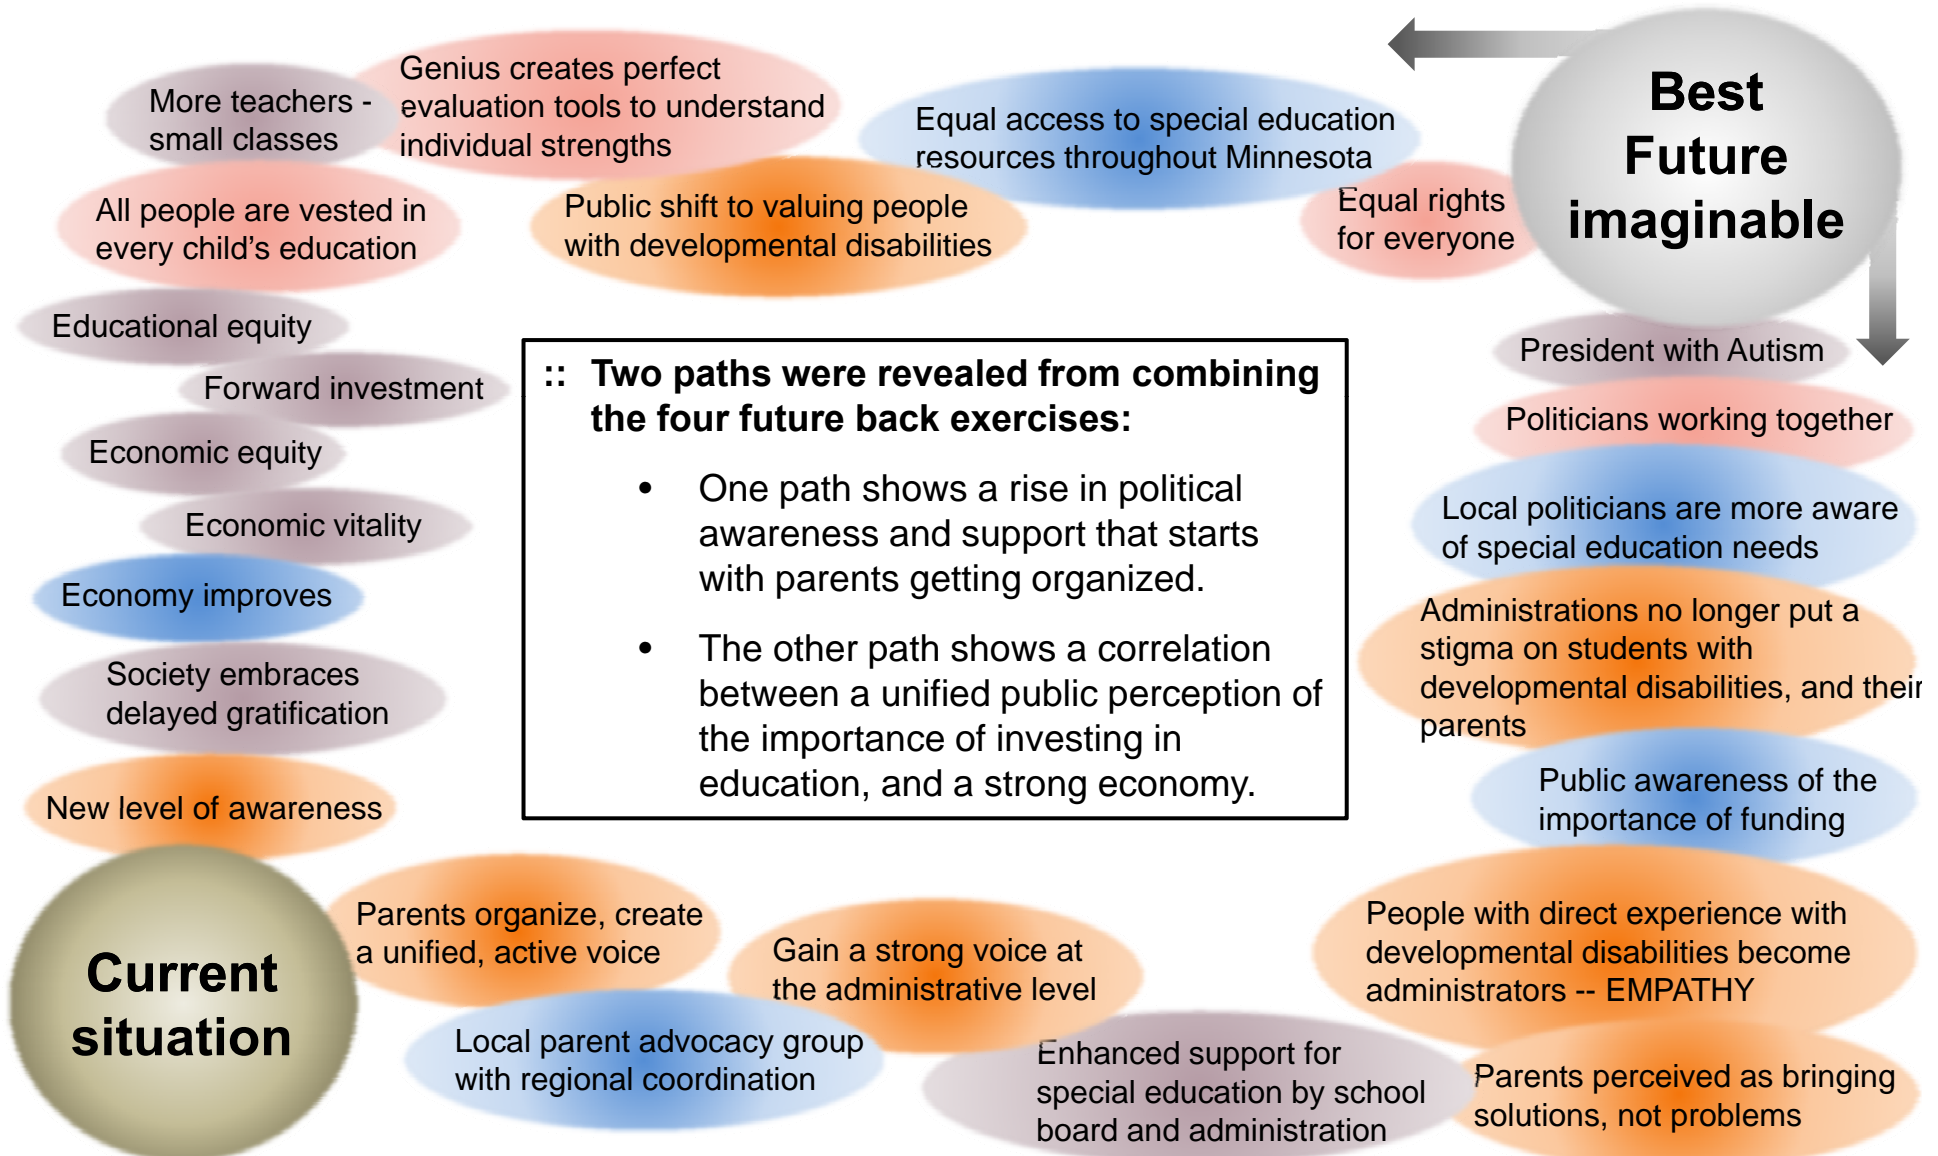 More teachers -
small classes
Genius creates perfect
evaluation tools to understand
individual strengths
Equal access to special education
resources throughout Minnesota
Best
Future
imaginable
All people are vested in
every child’s education
Public shift to valuing people
with developmental disabilities
Equal rights
for everyone
Educational equity
Forward investment
Economic equity
Economic vitality
Economy improves
Society embraces
delayed gratification
New level of awareness
:: Two paths were revealed from combining
the four future back exercises:
• One path shows a rise in political
awareness and support that starts
with parents getting organized.
• The other path shows a correlation
between a unified public perception of
the importance of investing in
education, and a strong economy.
President with Autism
Politicians working together
Local politicians are more aware
of special education needs
Administrations no longer put a
stigma on students with
developmental disabilities, and their
parents
Public awareness of the
importance of funding
People with direct experience with
developmental disabilities become
administrators -- EMPATHY
Parents perceived as bringing
solutions, not problems
Current
situation
Parents organize, create
a unified, active voice
Local parent advocacy group
with regional coordination
Gain a strong voice at
the administrative level
Enhanced support for
special education by school
board and administration